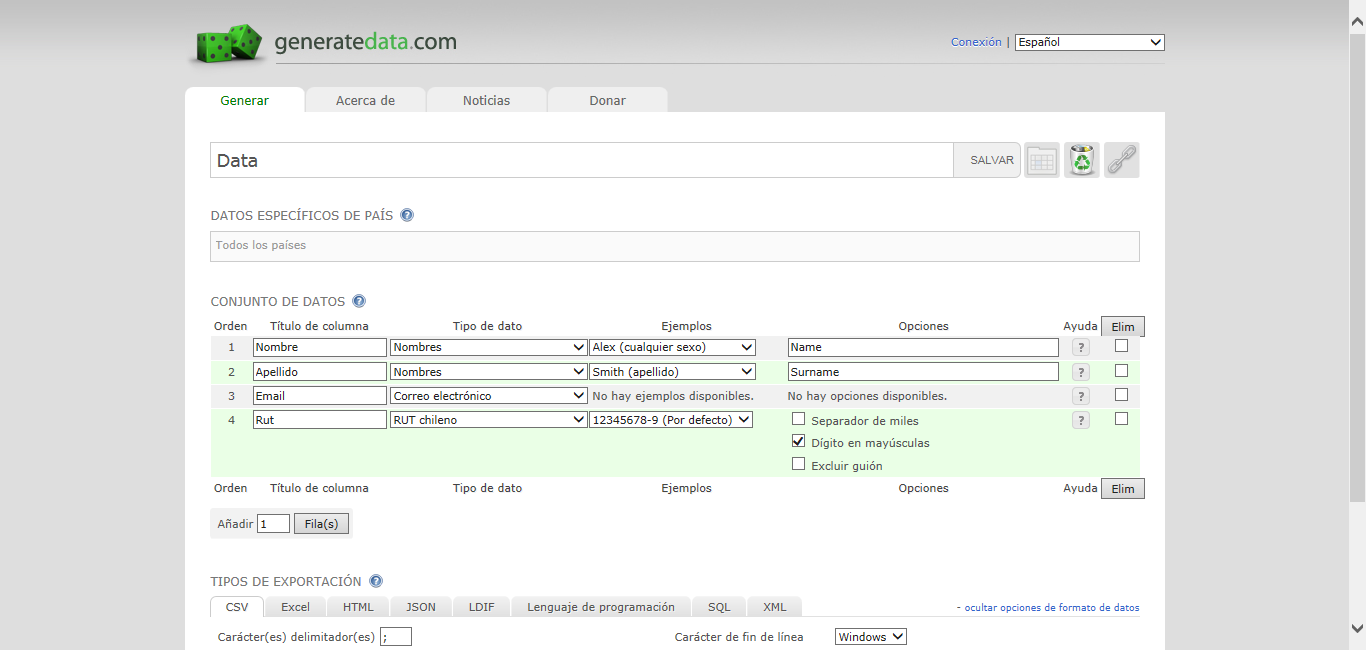 generatedata.com
Conexión | Español
Generar Acerca de Noticias Donar
Data SALVAR
DATOS ESPECÍFICOS DE PAÍS ?
Todos los países
CONJUNTO DE DATOS ?
Orden Título de columna Tipo de dato Ejemplos Opciones Ayuda Elim
1 Nombre Nombres Alex (cualquier sexo) Name ?
2 Apellido Nombres Smith (apellido) Surname ?
3 Email Correo electrónico No hay ejemplos disponibles. No hay opciones disponibles. ?
4 Rut RUT chileno 12345678-9 (Por defecto) Separador de miles ?
Dígito en mayúsculas
Excluir guión
Orden Título de columna Tipo de dato Ejemplos Opciones Ayuda Elim
Añadir 1 Fila(s)
TIPOS DE EXPORTACIÓN ?
CSV Excel HTML JSON LDIF Lenguaje de programación SQL XML - ocultar opciones de formato de datos
Carácter(es) delimitador(es) ; Carácter de fin de línea Windows